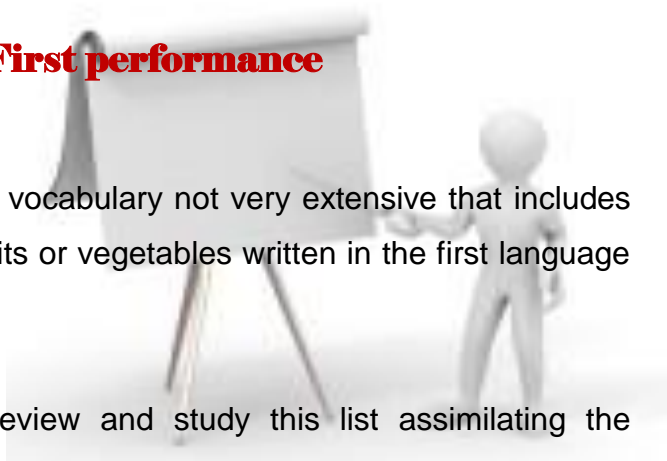 First performance
vocabulary not very extensive that includes
its or vegetables written in the first language
eview and study this list assimilating the